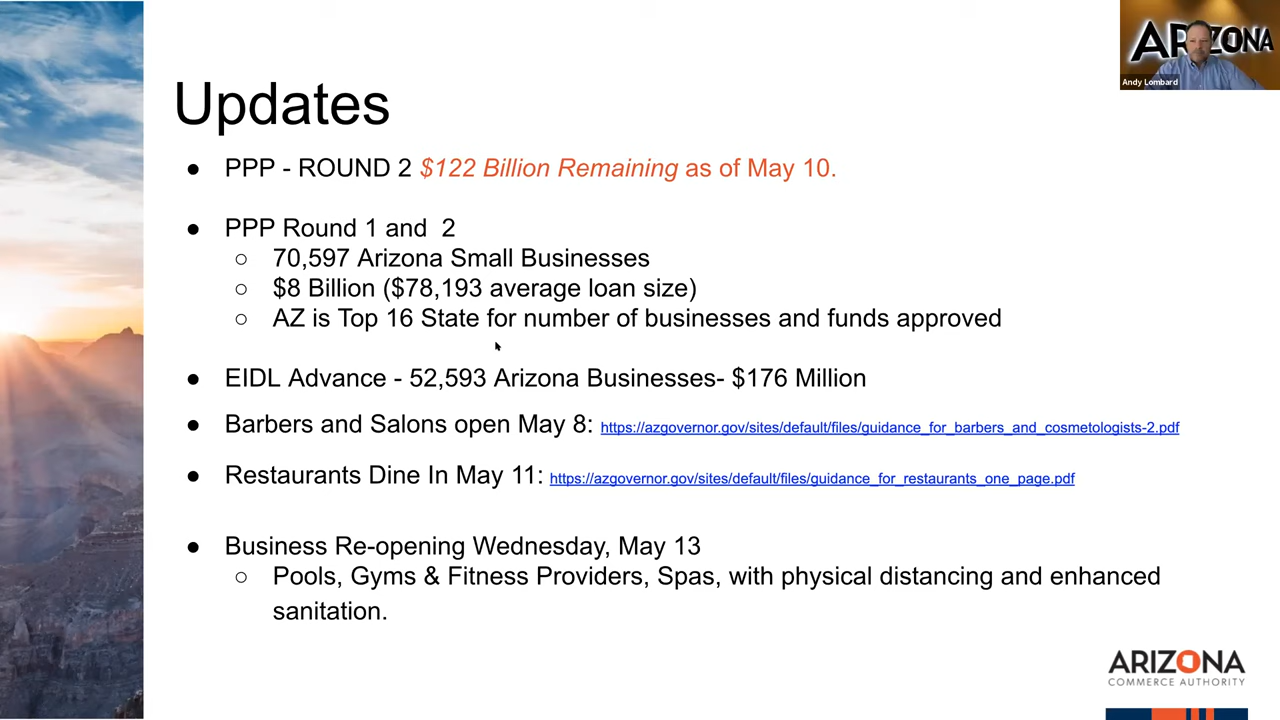 ARIZONA
Andy Lombard
Updates
● PPP - ROUND 2 $122 Billion Remaining as of May 10.
● PPP Round 1 and 2
○ 70,597 Arizona Small Businesses
○ $8 Billion ($78,193 average loan size)
○ AZ is Top 16 State for number of businesses and funds approved
● EIDL Advance - 52,593 Arizona Businesses- $176 Million
● Barbers and Salons open May 8: https://azgovernor.gov/sites/default/files/guidance_for_barbers_and_cosmetologists-2.pdf
● Restaurants Dine In May 11: https://azgovernor.gov/sites/default/files/guidance_for_restaurants_one_page.pdf
● Business Re-opening Wednesday, May 13
○ Pools, Gyms & Fitness Providers, Spas, with physical distancing and enhanced
sanitation.
ARIZONA
COMMERCE AUTHORITY